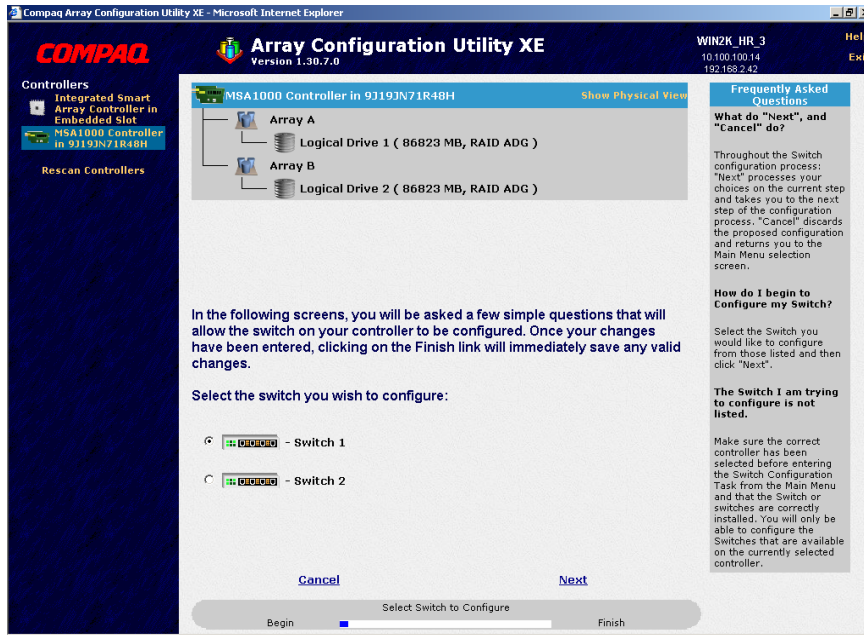 Compaq Array Configuration Utility XE - Microsoft Internet Explorer
COMPAQ
Array Configuration Utility XE
Version 1.30.7.0
WIN2K_HR_3
10.100.100.14
192.168.2.42
Controllers
Integrated Smart
Array Controller in
Embedded Slot
MSA1000 Controller
in 9J19JN71R48H
Rescan Controllers
MSA1000 Controller in 9J19JN71R48H
Show Physical View
Array A
Logical Drive 1 ( 86823 MB, RAID ADG )
Array B
Logical Drive 2 ( 86823 MB, RAID ADG )
In the following screens, you will be asked a few simple questions that will
allow the switch on your controller to be configured. Once your changes
have been entered, clicking on the Finish link will immediately save any valid
changes.
Select the switch you wish to configure:
- Switch 1
- Switch 2
Cancel
Next
Select Switch to Configure
Begin
Finish
Frequently Asked
Questions
What do "Next", and
"Cancel" do?
Throughout the Switch
configuration process:
"Next" processes your
choices on the current step
and takes you to the next
step of the configuration
process. "Cancel" discards
the proposed configuration
and returns you to the
Main Menu selection
screen.
How do I begin to
Configure my Switch?
Select the Switch you
would like to configure
from those listed and then
click "Next".
The Switch I am trying
to configure is not
listed.
Make sure the correct
controller has been
selected before entering
the Switch Configuration
Task from the Main Menu
and that the Switch or
switches are correctly
installed. You will only be
able to configure the
Switches that are available
on the currently selected
controller.